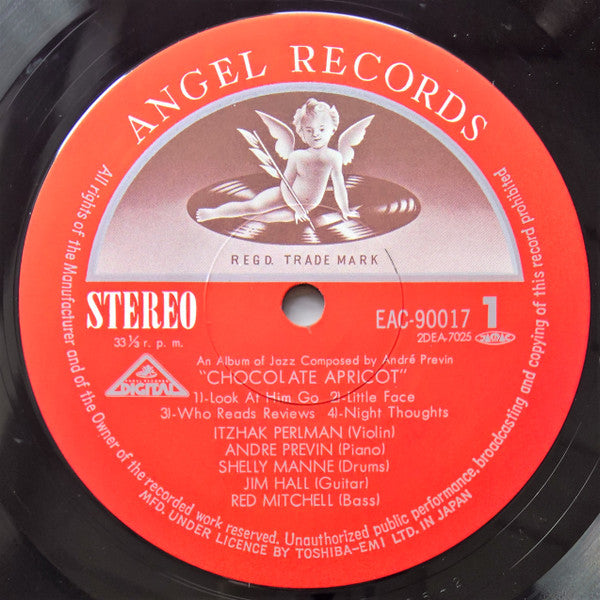 ANGEL RECORDS
REGD. TRADE MARK
STEREO
33⅓ r. p. m.
EAC-90017 1
2DEA-7025
DIGITAL
An Album of Jazz Composed by André Previn
"CHOCOLATE APRICOT"
1)-Look At Him Go 2)-Little Face
3)-Who Reads Reviews 4)-Night Thoughts
ITZHAK PERLMAN (Violin)
ANDRE PREVIN (Piano)
SHELLY MANNE (Drums)
JIM HALL (Guitar)
RED MITCHELL (Bass)
All rights of the Manufacturer and of the Owner of the recorded work reserved. Unauthorized public performance, broadcasting and copying of this record prohibited
MFD. UNDER LICENCE BY TOSHIBA-EMI LTD. IN JAPAN